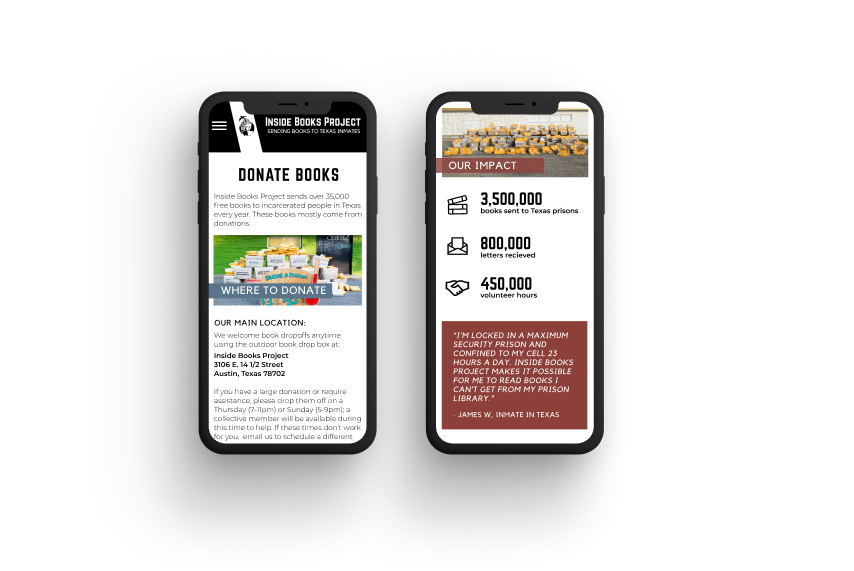 INSIDE BOOKS PROJECT
SENDING BOOKS TO TEXAS INMATES
DONATE BOOKS
Inside Books Project sends over 35,000
free books to incarcerated people in Texas
every year. These books mostly come from
donations.
WHERE TO DONATE
OUR MAIN LOCATION:
We welcome book dropoffs anytime
using the outdoor book drop box at:
Inside Books Project
3106 E. 14 1/2 Street
Austin, Texas 78702
If you have a large donation or require
assistance, please drop them off on a
Thursday (7-11pm) or Sunday (5-9pm); a
collective member will be available during
this time to help. If these times don't work
for you, email us to schedule a different
OUR IMPACT
3,500,000
books sent to Texas prisons
800,000
letters recieved
450,000
volunteer hours
"I'M LOCKED IN A MAXIMUM
SECURITY PRISON AND
CONFINED TO MY CELL 23
HOURS A DAY. INSIDE BOOKS
PROJECT MAKES IT POSSIBLE
FOR ME TO READ BOOKS I
CAN'T GET FROM MY PRISON
LIBRARY."
- JAMES W, INMATE IN TEXAS